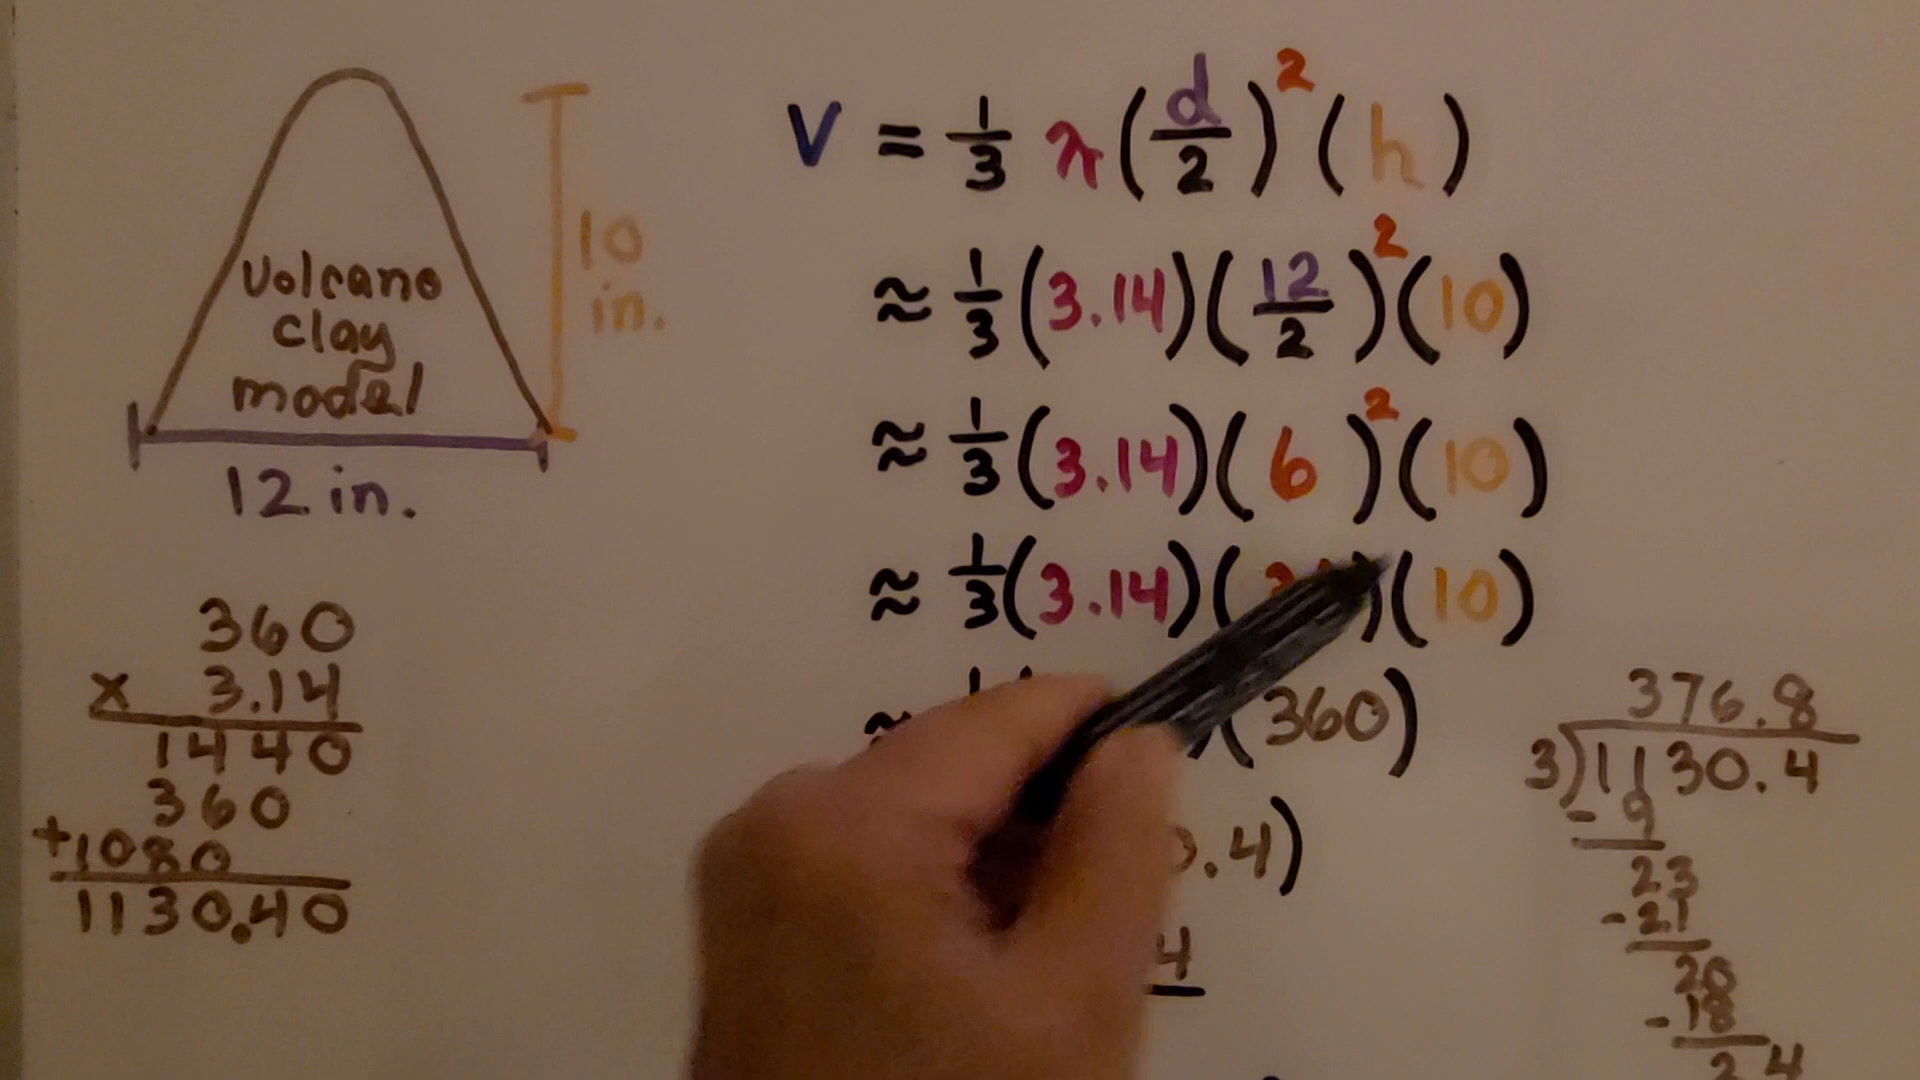 Volcano
clay
model
10
in.
12 in.
360
x 3.14
1440
360
+1080
1130.40
V = 1/3 π (d/2)² (h)
≈ 1/3 (3.14) (12/2)² (10)
≈ 1/3 (3.14) (6)² (10)
≈ 1/3 (3.14) ( ) (10)
(360)
.4)
4
376.8
3)1130.4
-9
23
-21
20
-18
24